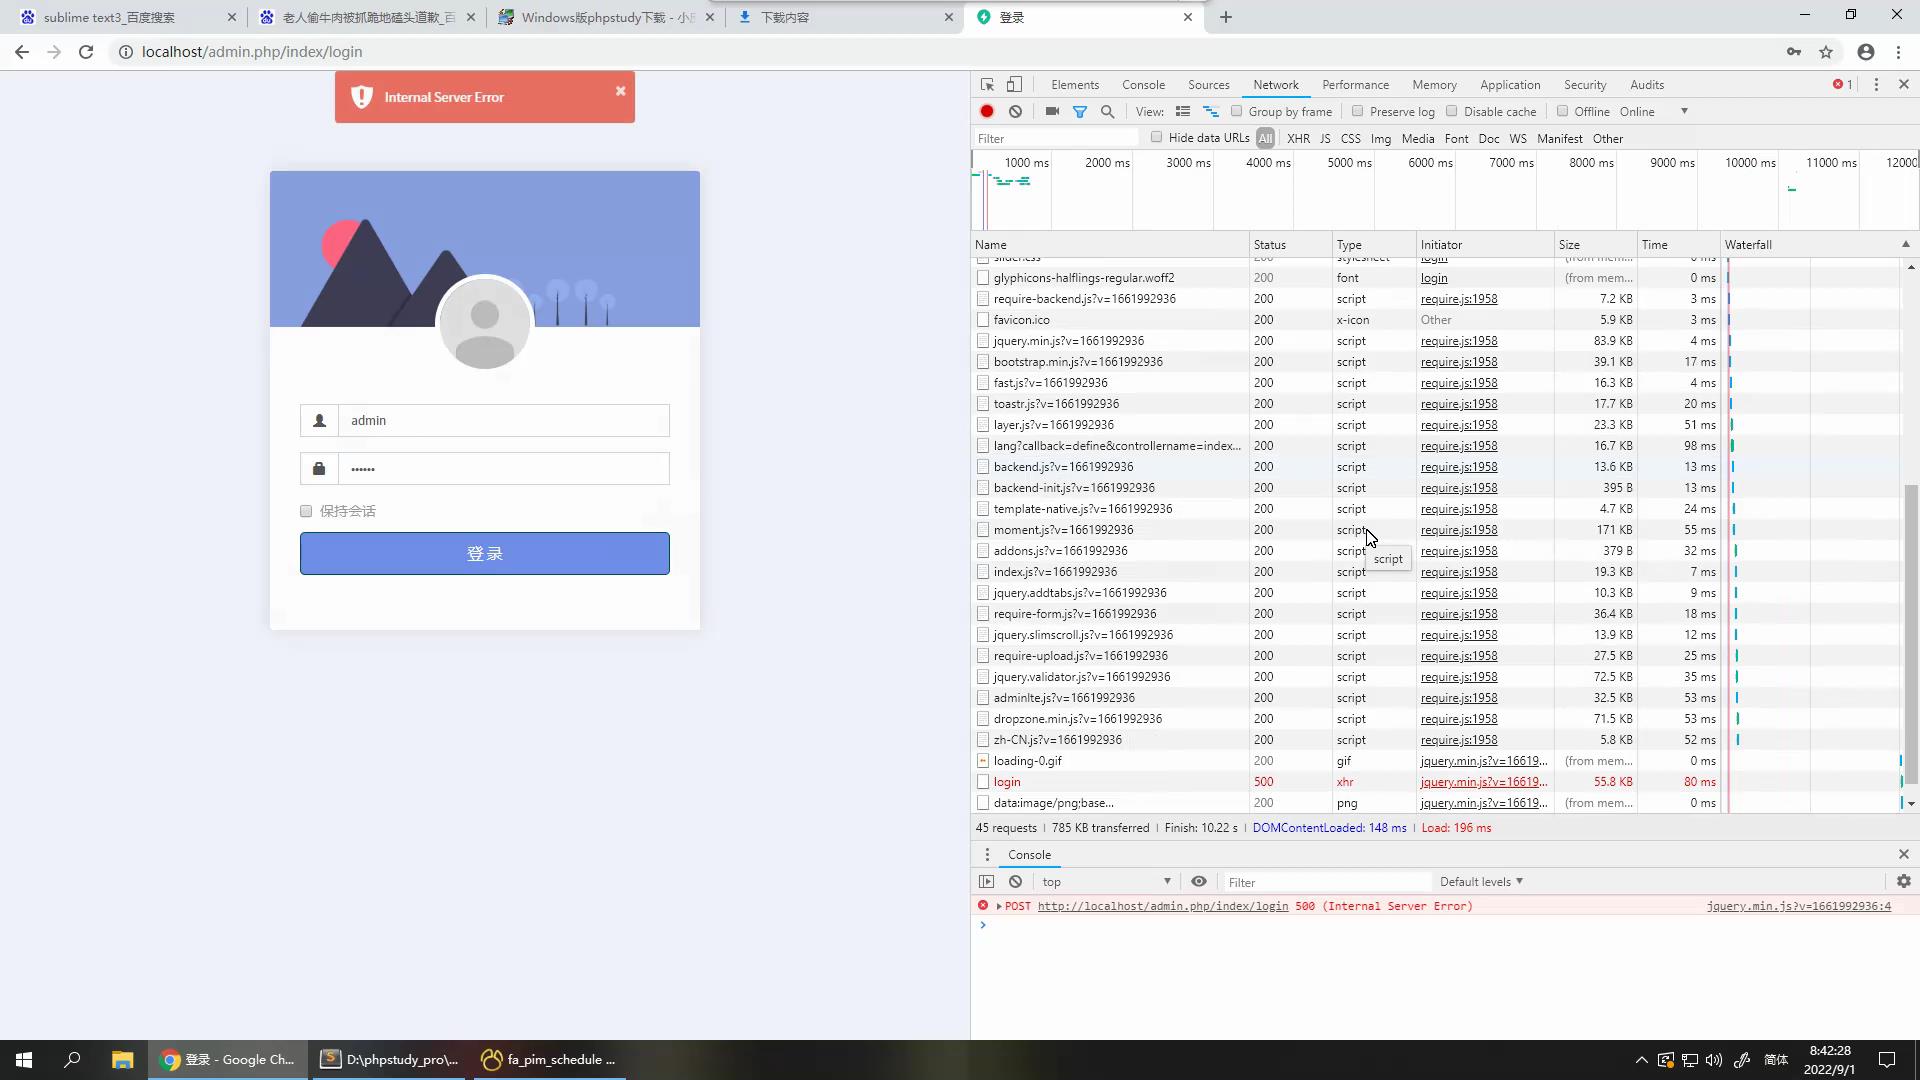 sublime text3_百度搜索
老人偷牛肉被抓跪地磕头道歉_百
Windows版phpstudy下载 - 小
下载内容
登录
localhost/admin.php/index/login
Internal Server Error
admin
••••••
保持会话
登录
Elements Console Sources Network Performance Memory Application Security Audits 1
View: Group by frame Preserve log Disable cache Offline Online
Filter Hide data URLs All XHR JS CSS Img Media Font Doc WS Manifest Other
1000 ms 2000 ms 3000 ms 4000 ms 5000 ms 6000 ms 7000 ms 8000 ms 9000 ms 10000 ms 11000 ms 12000
Name Status Type Initiator Size Time Waterfall
slider.css 200 stylesheet login (from mem... 0 ms
glyphicons-halflings-regular.woff2 200 font login (from mem... 0 ms
require-backend.js?v=1661992936 200 script require.js:1958 7.2 KB 3 ms
favicon.ico 200 x-icon Other 5.9 KB 3 ms
jquery.min.js?v=1661992936 200 script require.js:1958 83.9 KB 4 ms
bootstrap.min.js?v=1661992936 200 script require.js:1958 39.1 KB 17 ms
fast.js?v=1661992936 200 script require.js:1958 16.3 KB 4 ms
toastr.js?v=1661992936 200 script require.js:1958 17.7 KB 20 ms
layer.js?v=1661992936 200 script require.js:1958 23.3 KB 51 ms
lang?callback=define&controllername=index... 200 script require.js:1958 16.7 KB 98 ms
backend.js?v=1661992936 200 script require.js:1958 13.6 KB 13 ms
backend-init.js?v=1661992936 200 script require.js:1958 395 B 13 ms
template-native.js?v=1661992936 200 script require.js:1958 4.7 KB 24 ms
moment.js?v=1661992936 200 script require.js:1958 171 KB 55 ms
addons.js?v=1661992936 200 script require.js:1958 379 B 32 ms
script
index.js?v=1661992936 200 script require.js:1958 19.3 KB 7 ms
jquery.addtabs.js?v=1661992936 200 script require.js:1958 10.3 KB 9 ms
require-form.js?v=1661992936 200 script require.js:1958 36.4 KB 18 ms
jquery.slimscroll.js?v=1661992936 200 script require.js:1958 13.9 KB 12 ms
require-upload.js?v=1661992936 200 script require.js:1958 27.5 KB 25 ms
jquery.validator.js?v=1661992936 200 script require.js:1958 72.5 KB 35 ms
adminlte.js?v=1661992936 200 script require.js:1958 32.5 KB 53 ms
dropzone.min.js?v=1661992936 200 script require.js:1958 71.5 KB 53 ms
zh-CN.js?v=1661992936 200 script require.js:1958 5.8 KB 52 ms
loading-0.gif 200 gif jquery.min.js?v=16619... (from mem... 0 ms
login 500 xhr jquery.min.js?v=16619... 55.8 KB 80 ms
data:image/png;base... 200 png jquery.min.js?v=16619... (from mem... 0 ms
45 requests 785 KB transferred Finish: 10.22 s DOMContentLoaded: 148 ms Load: 196 ms
Console
top Filter Default levels
POST http://localhost/admin.php/index/login 500 (Internal Server Error) jquery.min.js?v=1661992936:4
登录 - Google Ch...
D:\phpstudy_pro\...
fa_pim_schedule ...
简体
8:42:28
2022/9/1